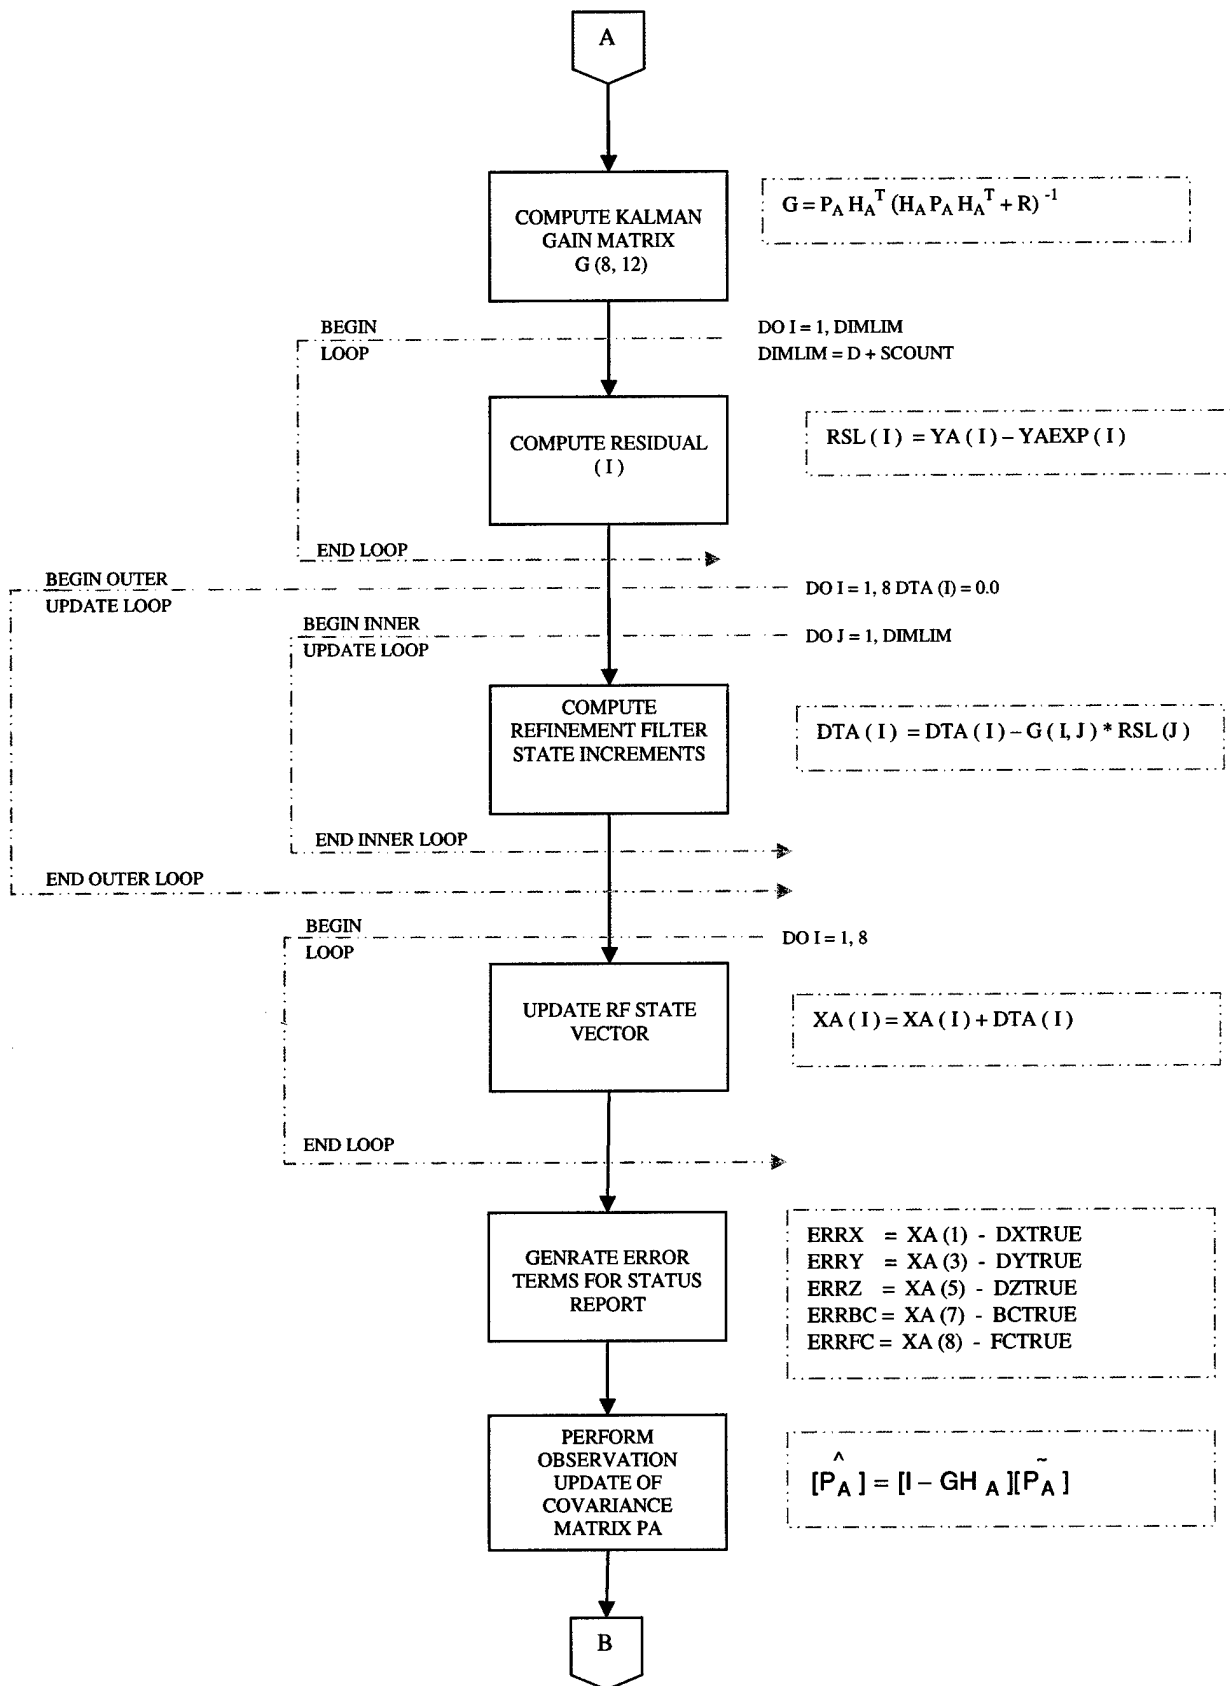 A
COMPUTE KALMAN
GAIN MATRIX
G (8, 12)
G = P_A H_A^T (H_A P_A H_A^T + R)^-1
BEGIN
LOOP
DO I = 1, DIMLIM
DIMLIM = D + SCOUNT
COMPUTE RESIDUAL
( I )
RSL ( I ) = YA ( I ) – YAEXP ( I )
END LOOP
BEGIN OUTER
UPDATE LOOP
DO I = 1, 8 DTA (I) = 0.0
BEGIN INNER
UPDATE LOOP
DO J = 1, DIMLIM
COMPUTE
REFINEMENT FILTER
STATE INCREMENTS
DTA ( I ) = DTA ( I ) – G ( I, J ) * RSL (J )
END INNER LOOP
END OUTER LOOP
BEGIN
LOOP
DO I = 1, 8
UPDATE RF STATE
VECTOR
XA ( I ) = XA ( I ) + DTA ( I )
END LOOP
GENRATE ERROR
TERMS FOR STATUS
REPORT
ERRX = XA (1) - DXTRUE
ERRY = XA (3) - DYTRUE
ERRZ = XA (5) - DZTRUE
ERRBC = XA (7) - BCTRUE
ERRFC = XA (8) - FCTRUE
PERFORM
OBSERVATION
UPDATE OF
COVARIANCE
MATRIX PA
[P̂_A] = [I – GH_A][P̃_A]
B